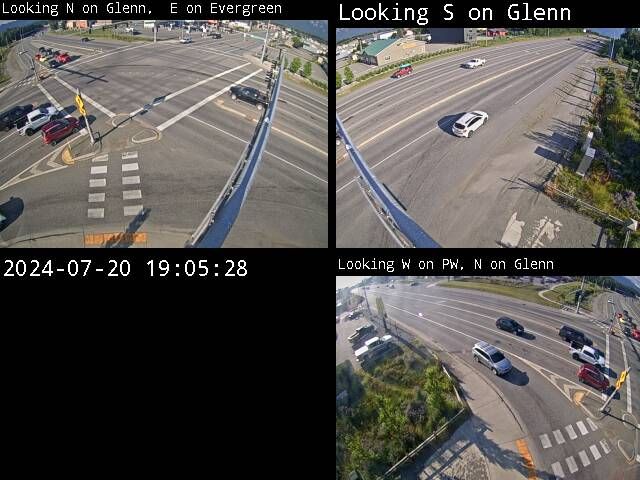 Looking N on Glenn, E on Evergreen
Looking S on Glenn
2024-07-20 19:05:28
Looking W on PW, N on Glenn